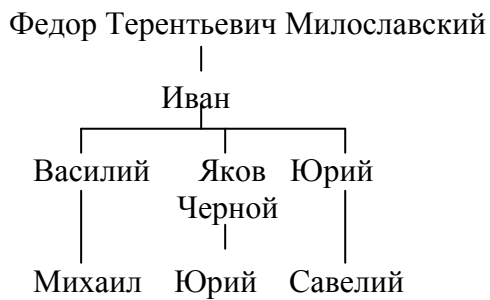 Федор Терентьевич Милославский
Иван
Василий Яков Юрий
Черной
Михаил Юрий Савелий